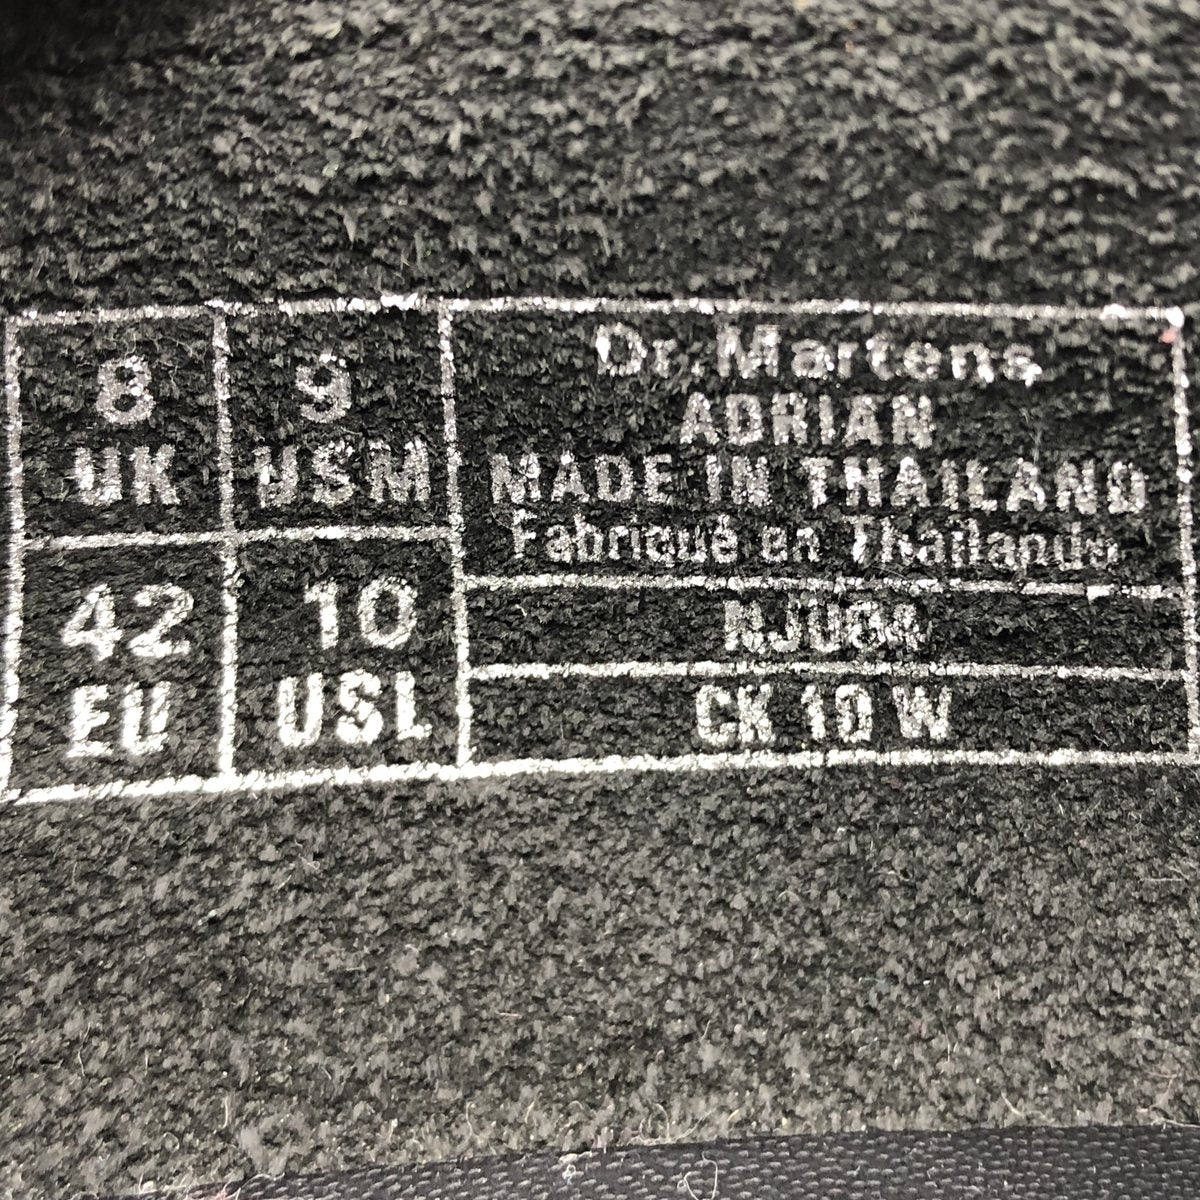 8
UK
9
USM
42
EU
10
USL
Dr. Martens
ADRIAN
MADE IN THAILAND
Fabriqué en Thaïlande
CK 10 W